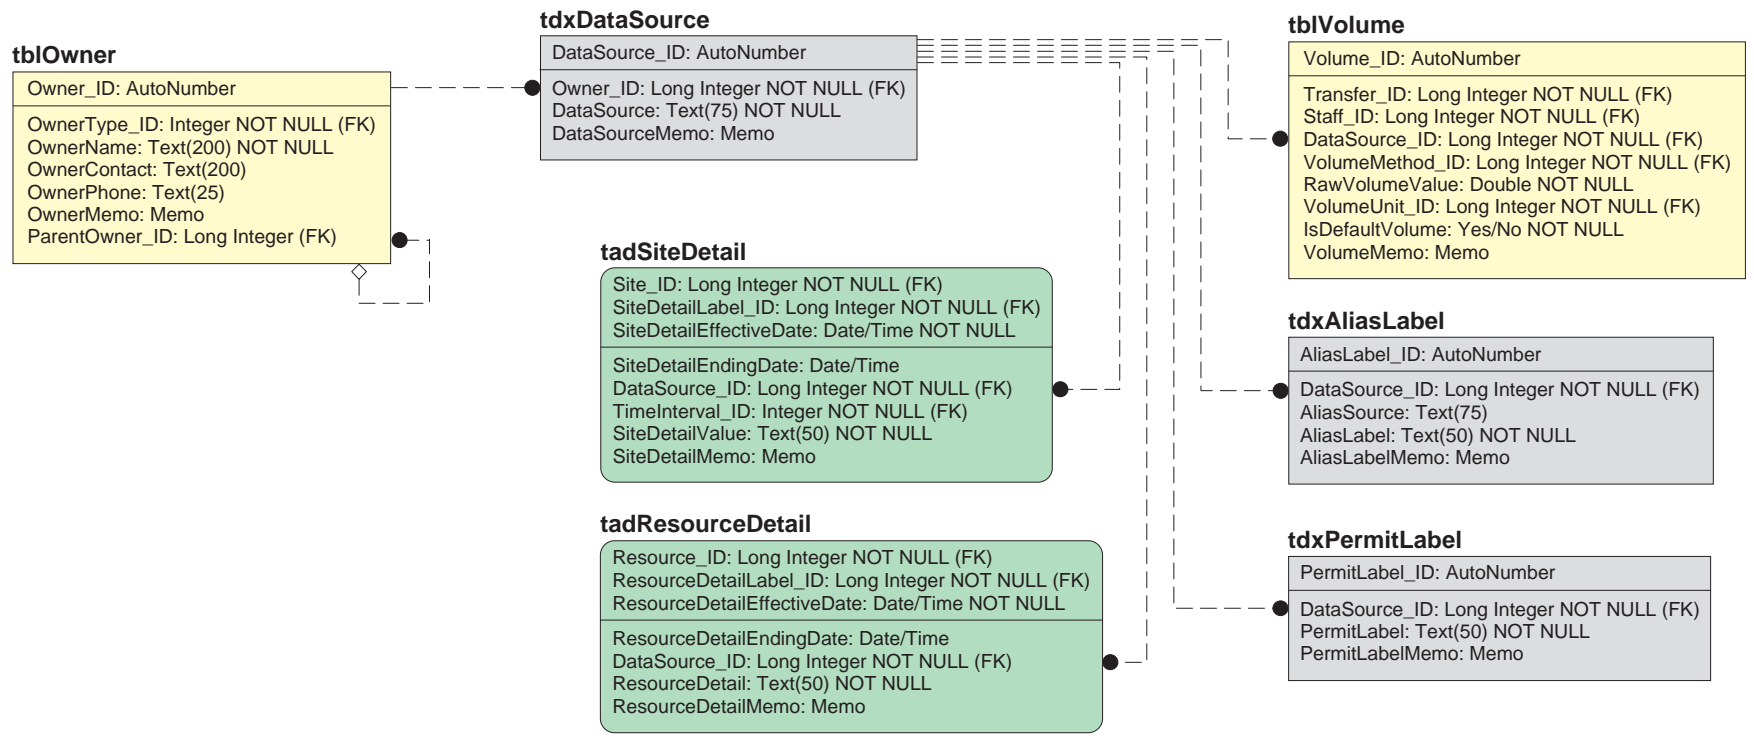 tblOwner
Owner_ID: AutoNumber
OwnerType_ID: Integer NOT NULL (FK)
OwnerName: Text(200) NOT NULL
OwnerContact: Text(200)
OwnerPhone: Text(25)
OwnerMemo: Memo
ParentOwner_ID: Long Integer (FK)
tdxDataSource
DataSource_ID: AutoNumber
Owner_ID: Long Integer NOT NULL (FK)
DataSource: Text(75) NOT NULL
DataSourceMemo: Memo
tadSiteDetail
Site_ID: Long Integer NOT NULL (FK)
SiteDetailLabel_ID: Long Integer NOT NULL (FK)
SiteDetailEffectiveDate: Date/Time NOT NULL
SiteDetailEndingDate: Date/Time
DataSource_ID: Long Integer NOT NULL (FK)
TimeInterval_ID: Integer NOT NULL (FK)
SiteDetailValue: Text(50) NOT NULL
SiteDetailMemo: Memo
tadResourceDetail
Resource_ID: Long Integer NOT NULL (FK)
ResourceDetailLabel_ID: Long Integer NOT NULL (FK)
ResourceDetailEffectiveDate: Date/Time NOT NULL
ResourceDetailEndingDate: Date/Time
DataSource_ID: Long Integer NOT NULL (FK)
ResourceDetail: Text(50) NOT NULL
ResourceDetailMemo: Memo
tblVolume
Volume_ID: AutoNumber
Transfer_ID: Long Integer NOT NULL (FK)
Staff_ID: Long Integer NOT NULL (FK)
DataSource_ID: Long Integer NOT NULL (FK)
VolumeMethod_ID: Long Integer NOT NULL (FK)
RawVolumeValue: Double NOT NULL
VolumeUnit_ID: Long Integer NOT NULL (FK)
IsDefaultVolume: Yes/No NOT NULL
VolumeMemo: Memo
tdxAliasLabel
AliasLabel_ID: AutoNumber
DataSource_ID: Long Integer NOT NULL (FK)
AliasSource: Text(75)
AliasLabel: Text(50) NOT NULL
AliasLabelMemo: Memo
tdxPermitLabel
PermitLabel_ID: AutoNumber
DataSource_ID: Long Integer NOT NULL (FK)
PermitLabel: Text(50) NOT NULL
PermitLabelMemo: Memo